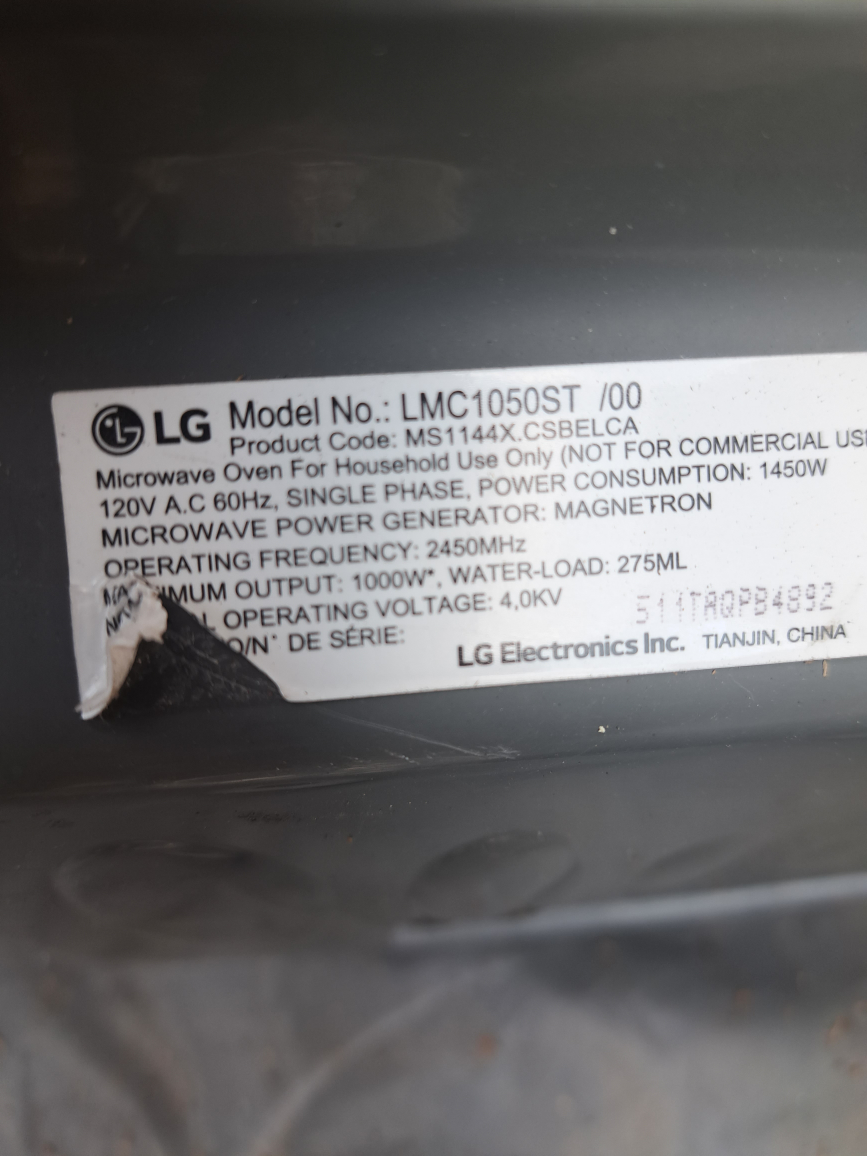 LG Model No.: LMC1050ST /00
Product Code: MS1144X.CSBELCA
Microwave Oven For Household Use Only (NOT FOR COMMERCIAL
120V A.C 60Hz, SINGLE PHASE, POWER CONSUMPTION: 1450W
MICROWAVE POWER GENERATOR: MAGNETRON
OPERATING FREQUENCY: 2450MHz
OUTPUT: 1000W*, WATER-LOAD: 275ML
OPERATING VOLTAGE: 4,0KV
DE SÉRIE:
LG Electronics Inc. TIANJIN, CHINA